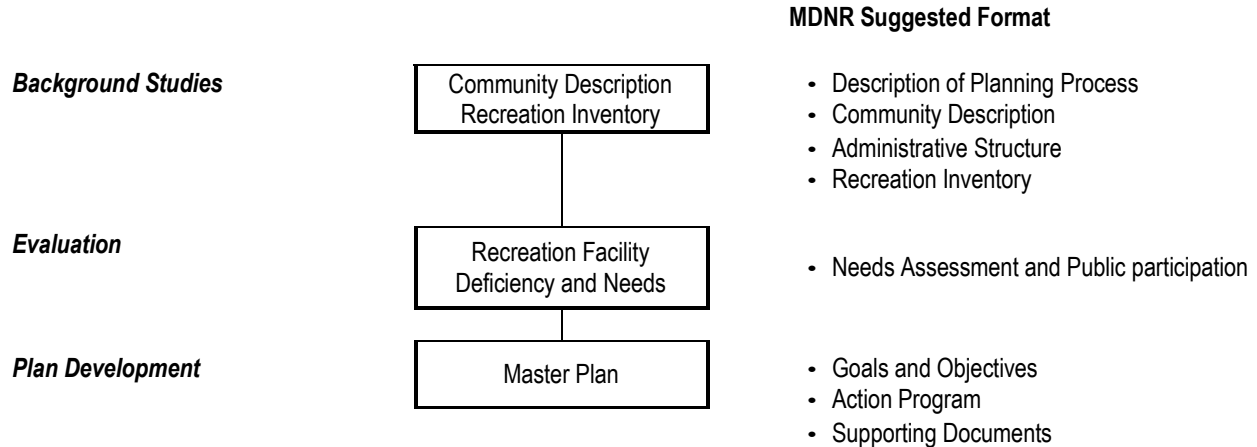 MDNR Suggested Format
Background Studies
Community Description
Recreation Inventory
• Description of Planning Process
• Community Description
• Administrative Structure
• Recreation Inventory
Evaluation
Recreation Facility
Deficiency and Needs
• Needs Assessment and Public participation
Plan Development
Master Plan
• Goals and Objectives
• Action Program
• Supporting Documents